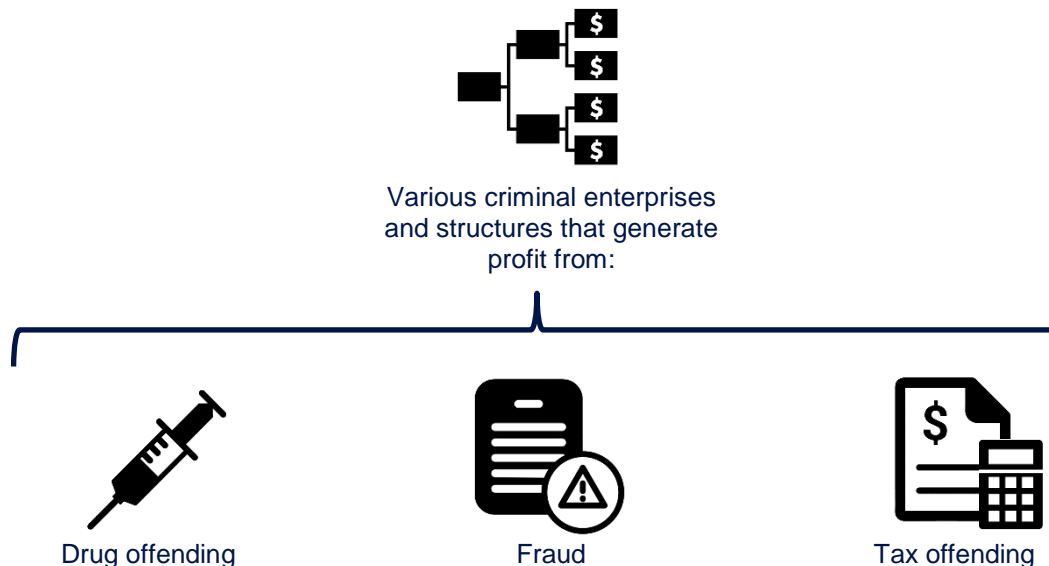 $
$
$
$
Various criminal enterprises
and structures that generate
profit from:
$
Drug offending
Fraud
Tax offending